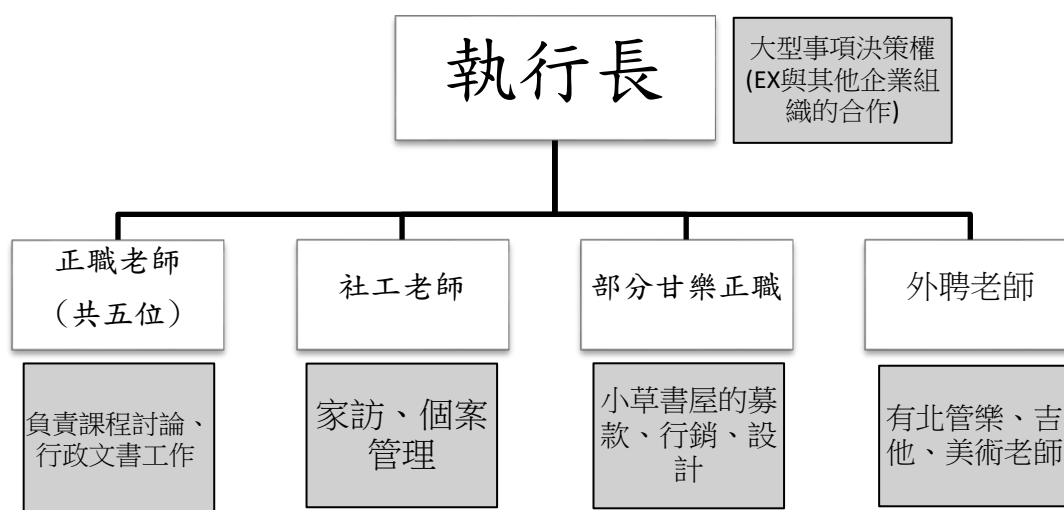 執行長
大型事項決策權
(EX與其他企業組
織的合作)
正職老師
（共五位）
社工老師
部分甘樂正職
外聘老師
負責課程討論、
行政文書工作
家訪、個案
管理
小草書屋的募
款、行銷、設
計
有北管樂、吉
他、美術老師